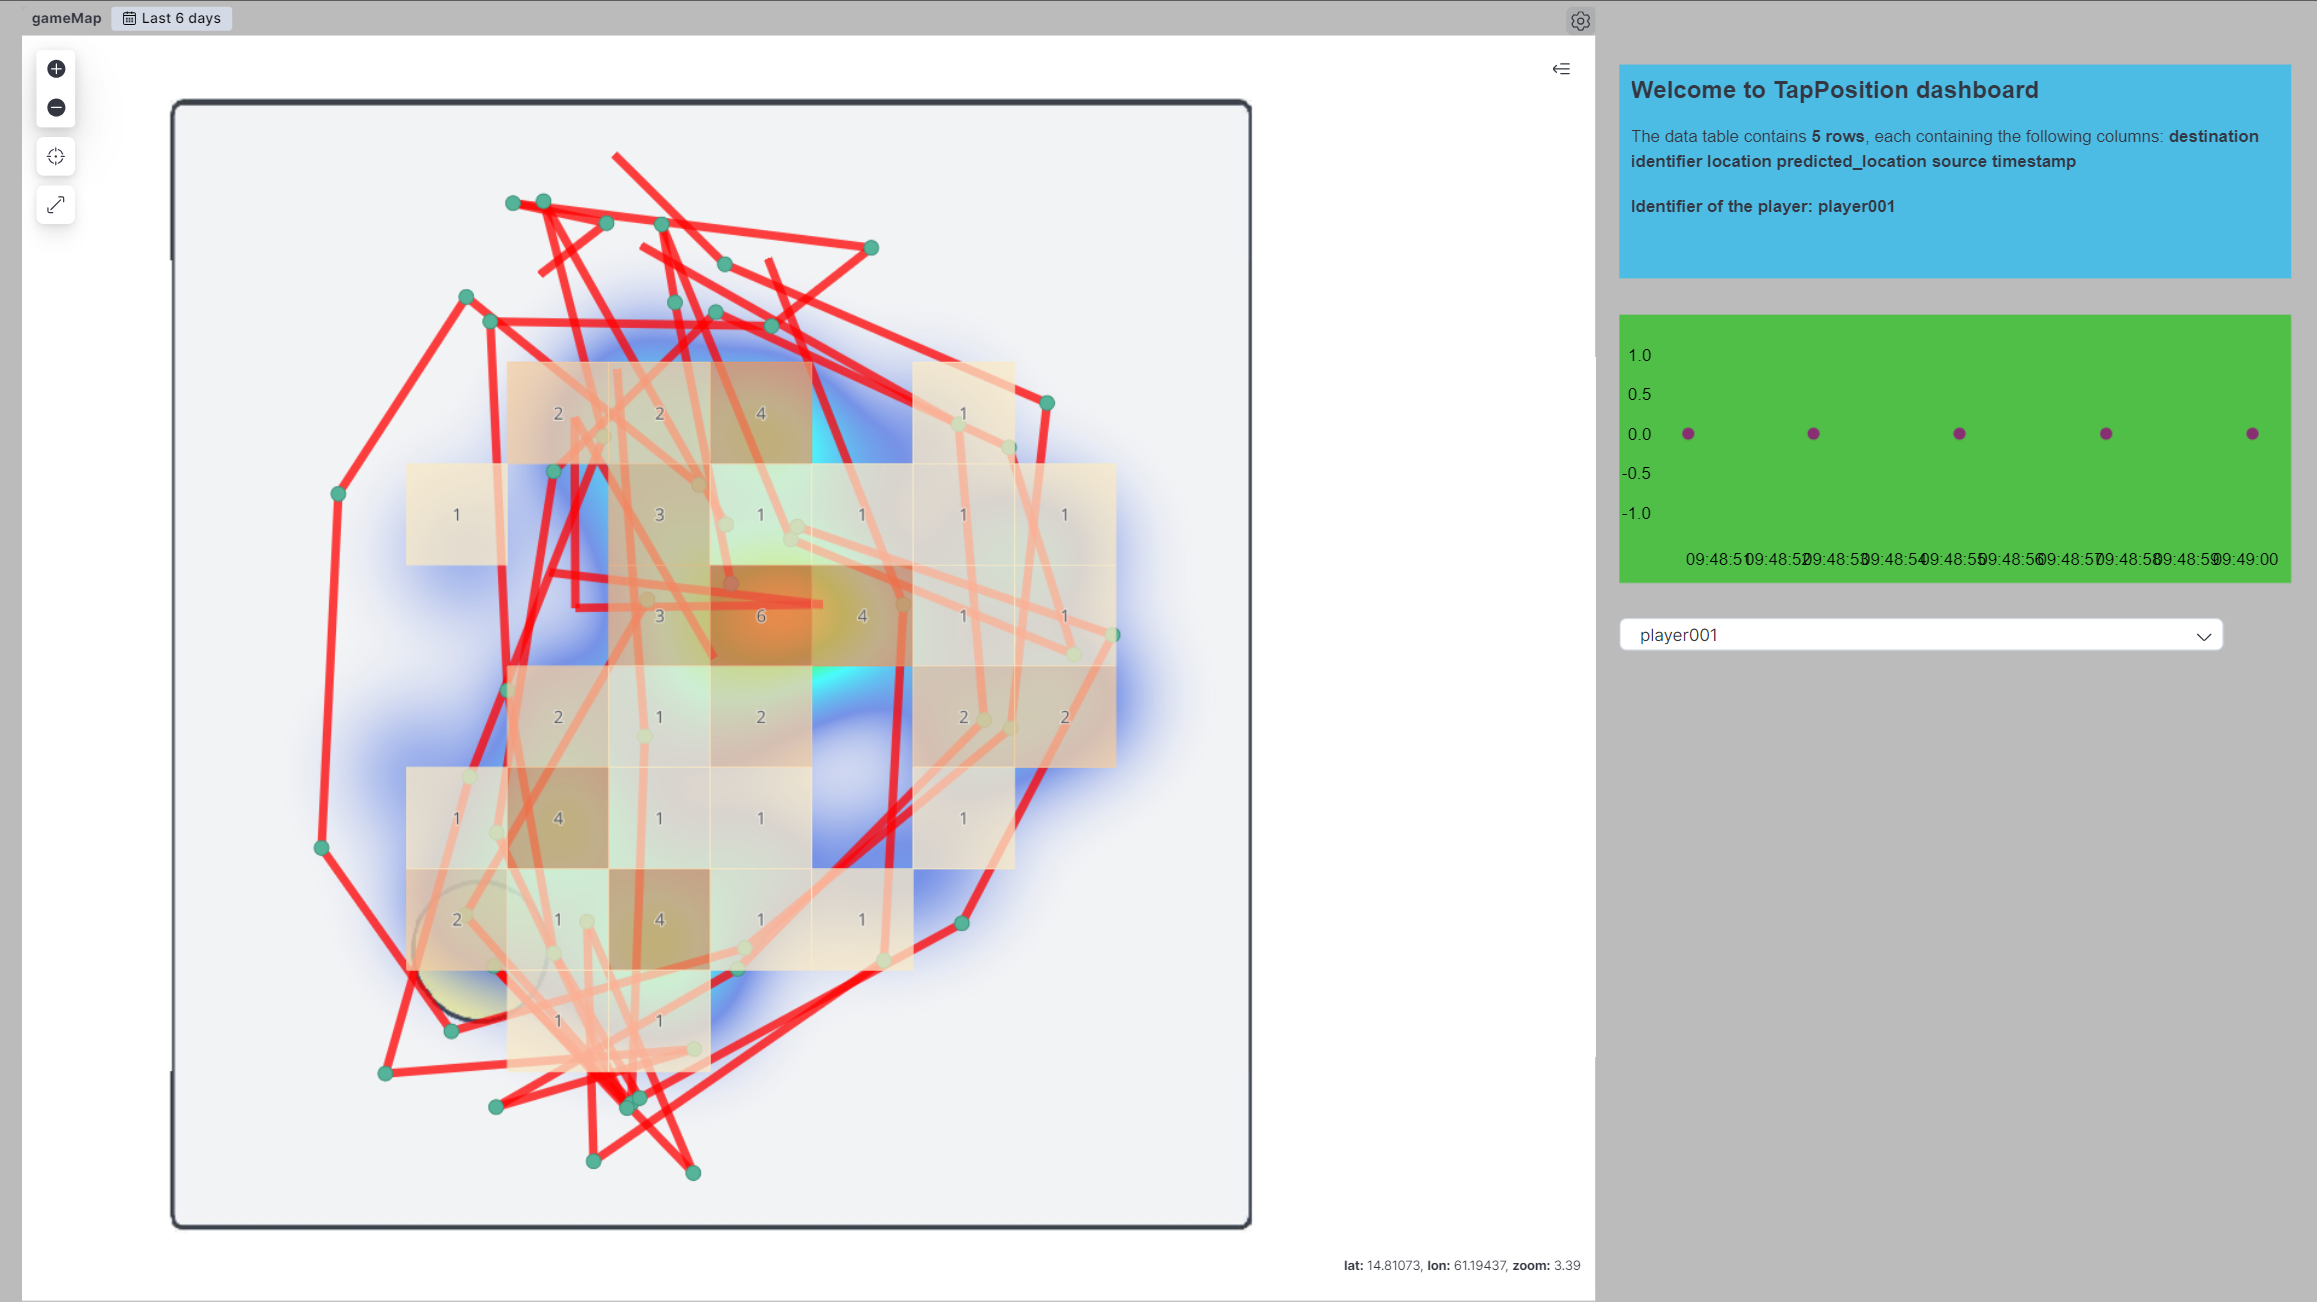 gameMap Last 6 days
Welcome to TapPosition dashboard
The data table contains 5 rows, each containing the following columns: destination
identifier location predicted_location source timestamp
Identifier of the player: player001
1.0
0.5
0.0
-0.5
-1.0
09:48:51 09:48:52 09:48:53 09:48:54 09:48:55 09:48:56 09:48:57 09:48:58 09:48:59 09:49:00
player001
2 2 4 1
1 3 1 1 1 1
3 6 4 1 1
2 1 2 2 2
1 4 1 1 1
2 1 4 1 1
1 1
lat: 14.81073, lon: 61.19437, zoom: 3.39